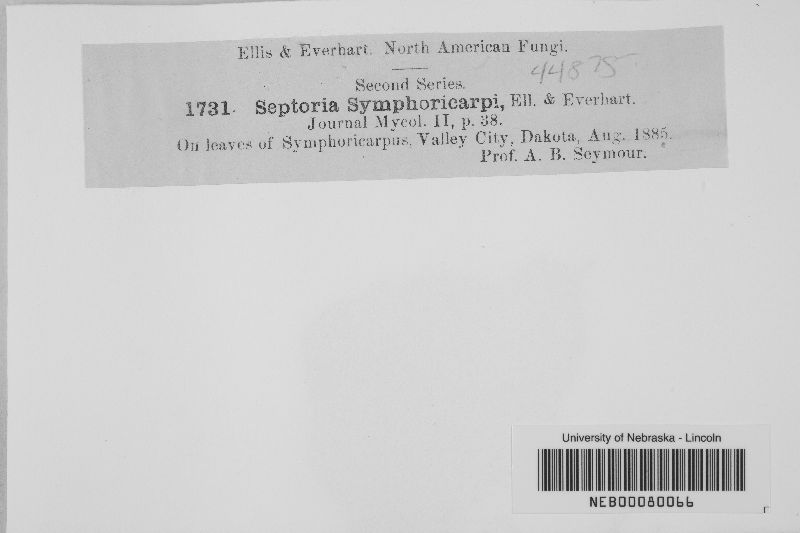 Ellis & Everhart. North American Fungi.
44875
Second Series.
1731. Septoria Symphoricarpi, Ell. & Everhart.
Journal Mycol. II, p. 38.
On leaves of Symphoricarpus, Valley City, Dakota, Aug. 1885.
Prof. A. B. Seymour.
University of Nebraska - Lincoln
NEB00080066